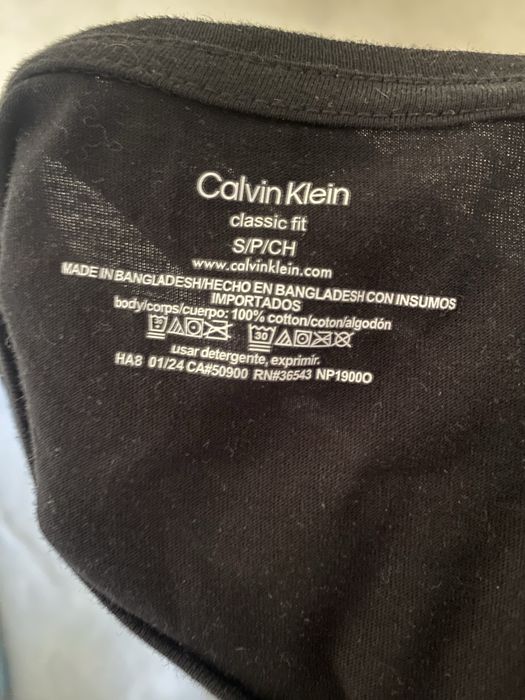 Calvin Klein
classic fit
S/P/CH
www.calvinklein.com
MADE IN BANGLADESH/HECHO EN BANGLADESH CON INSUMOS
IMPORTADOS
body/corps/cuerpo: 100% cotton/coton/algodón
30
usar detergente, exprimir.
HA8 01/24 CA#50900 RN#36543 NP1900O